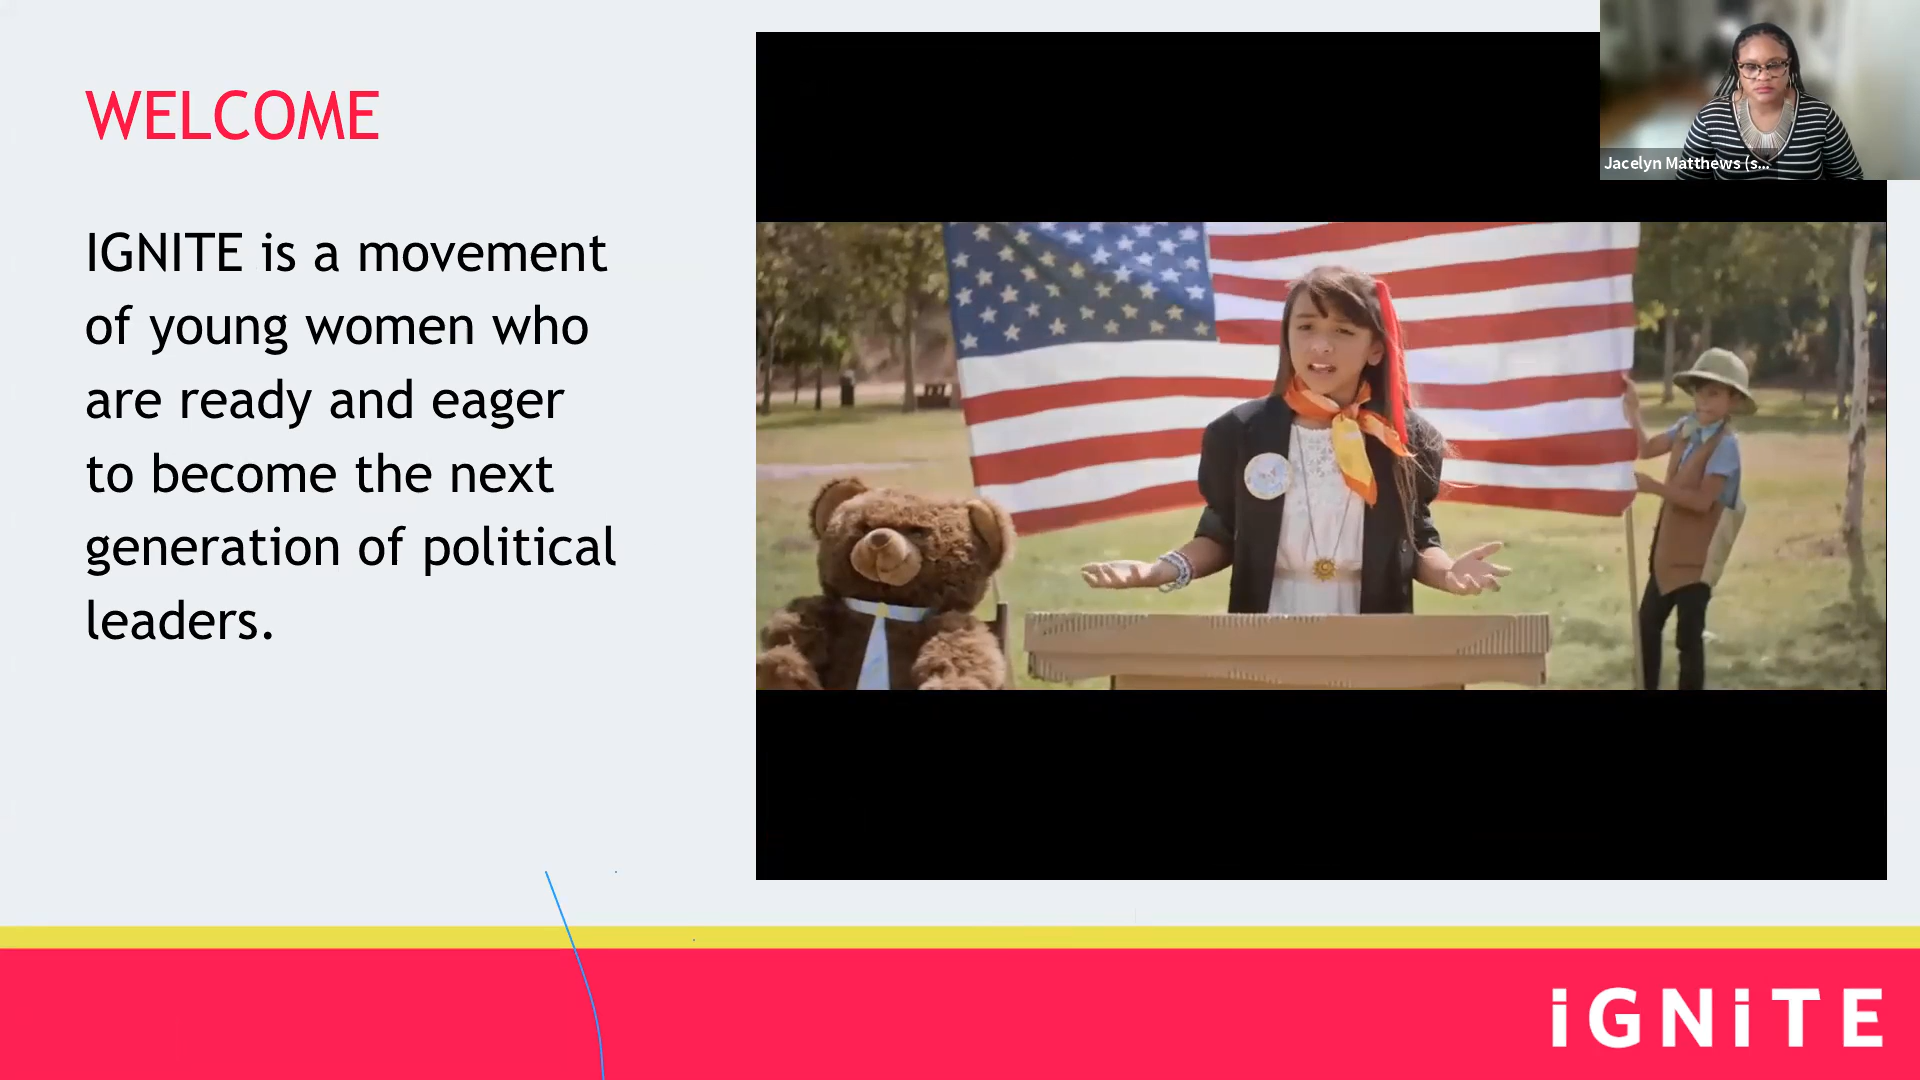 WELCOME
IGNITE is a movement
of young women who
are ready and eager
to become the next
generation of political
leaders.
Jacelyn Matthews (s...
iGNiTE